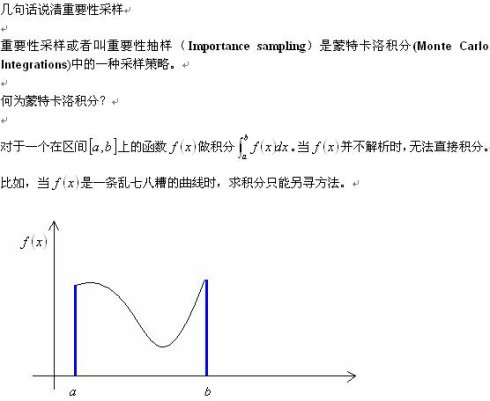 几句话说清重要性采样
重要性采样或者叫重要性抽样（Importance sampling）是蒙特卡洛积分(Monte Carlo
Integrations)中的一种采样策略。
何为蒙特卡洛积分？
对于一个在区间[a,b]上的函数 f(x)做积分∫_a^b f(x)dx。当 f(x)并不解析时,无法直接积分。
比如，当 f(x)是一条乱七八糟的曲线时，求积分只能另寻方法。
f(x)
a b